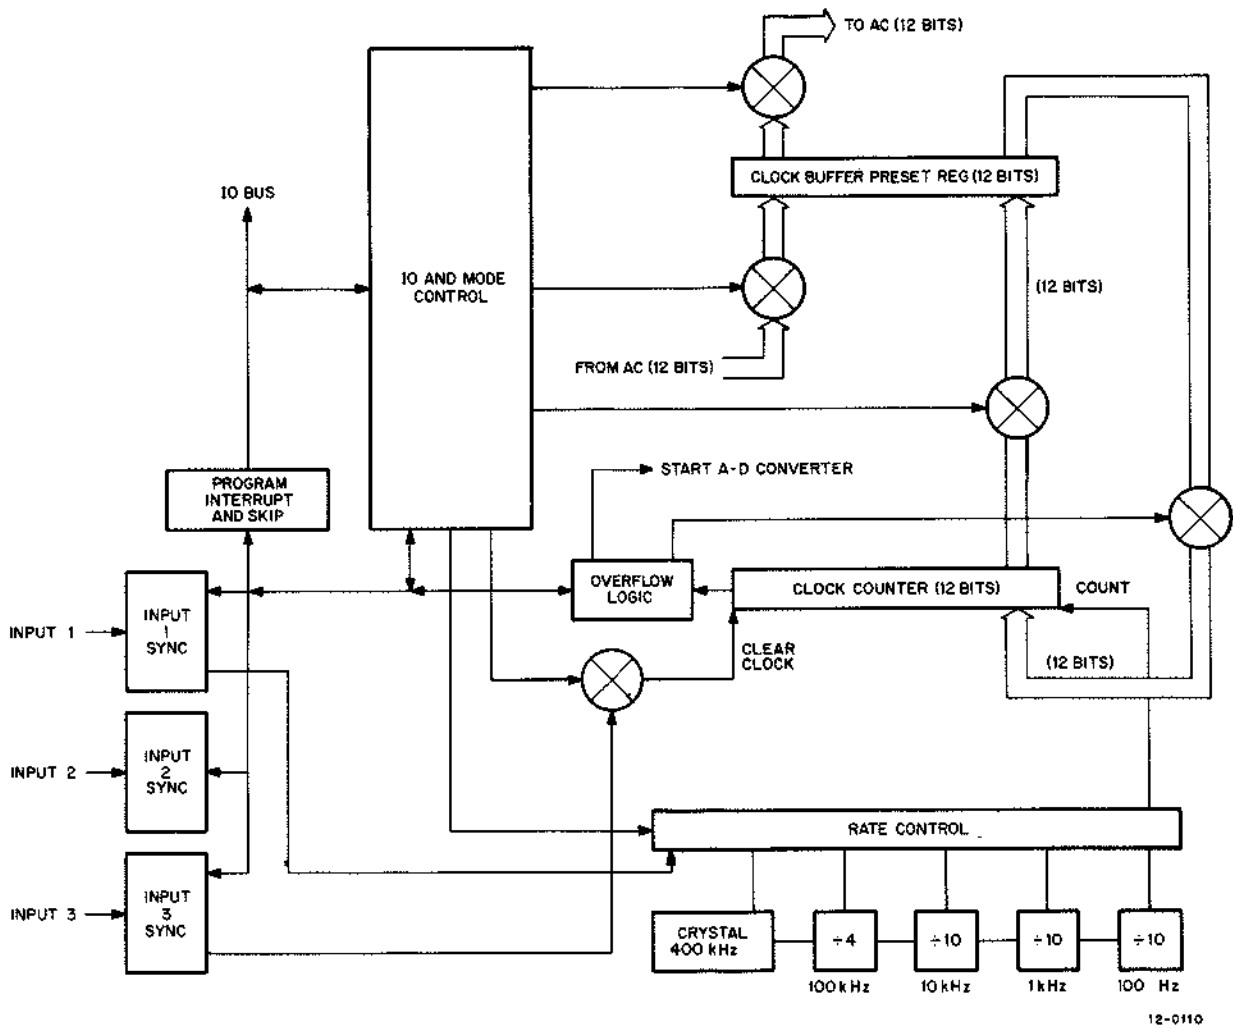 TO AC (12 BITS)
CLOCK BUFFER PRESET REG (12 BITS)
IO BUS
IO AND MODE
CONTROL
(12 BITS)
FROM AC (12 BITS)
START A-D CONVERTER
PROGRAM
INTERRUPT
AND SKIP
OVERFLOW
LOGIC
CLOCK COUNTER (12 BITS)
COUNT
INPUT 1
INPUT
1
SYNC
CLEAR
CLOCK
(12 BITS)
INPUT 2
INPUT
2
SYNC
RATE CONTROL
INPUT 3
INPUT
3
SYNC
CRYSTAL
400 kHz
÷4
÷10
÷10
÷10
100 kHz
10 kHz
1 kHz
100 Hz
12-0110